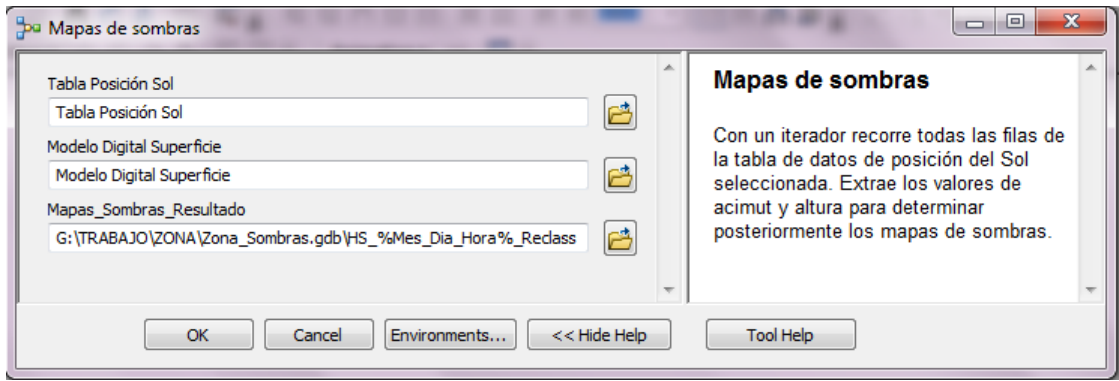 Mapas de sombras
Tabla Posición Sol
Tabla Posición Sol
Modelo Digital Superficie
Modelo Digital Superficie
Mapas_Sombras_Resultado
G:\TRABAJO\ZONA\Zona_Sombras.gdb\HS_%Mes_Dia_Hora%_Reclass
Mapas de sombras
Con un iterador recorre todas las filas de
la tabla de datos de posición del Sol
seleccionada. Extrae los valores de
acimut y altura para determinar
posteriormente los mapas de sombras.
OK
Cancel
Environments...
<< Hide Help
Tool Help